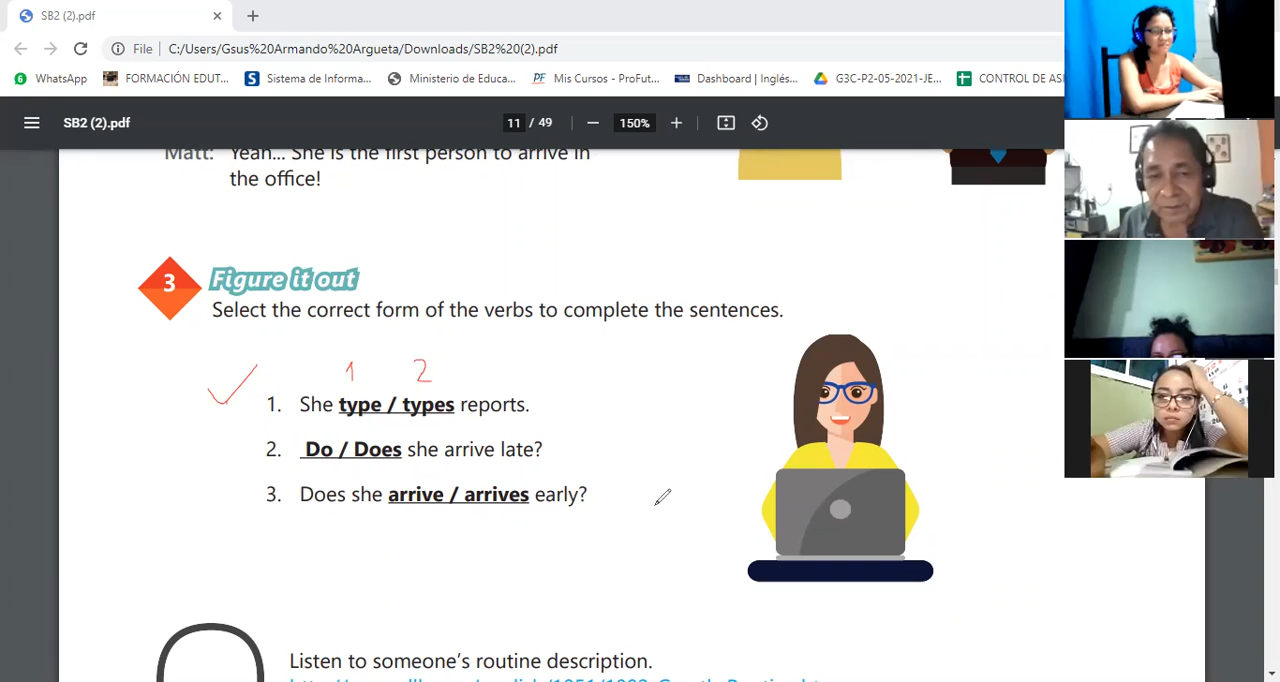 SB2 (2).pdf
File
C:/Users/Gsus%20Armando%20Argueta/Downloads/SB2%20(2).pdf
6 WhatsApp
FORMACIÓN EDUT...
S Sistema de Informa...
Ministerio de Educa...
PF Mis Cursos - ProFut...
Dashboard | Inglés...
G3C-P2-05-2021-JE...
CONTROL DE AS
SB2 (2).pdf
11 / 49
150%
Matt: Yeah... She is the first person to arrive in
the office!
3 Figure it out
Select the correct form of the verbs to complete the sentences.
1 2
1. She type / types reports.
2. Do / Does she arrive late?
3. Does she arrive / arrives early?
Listen to someone's routine description.